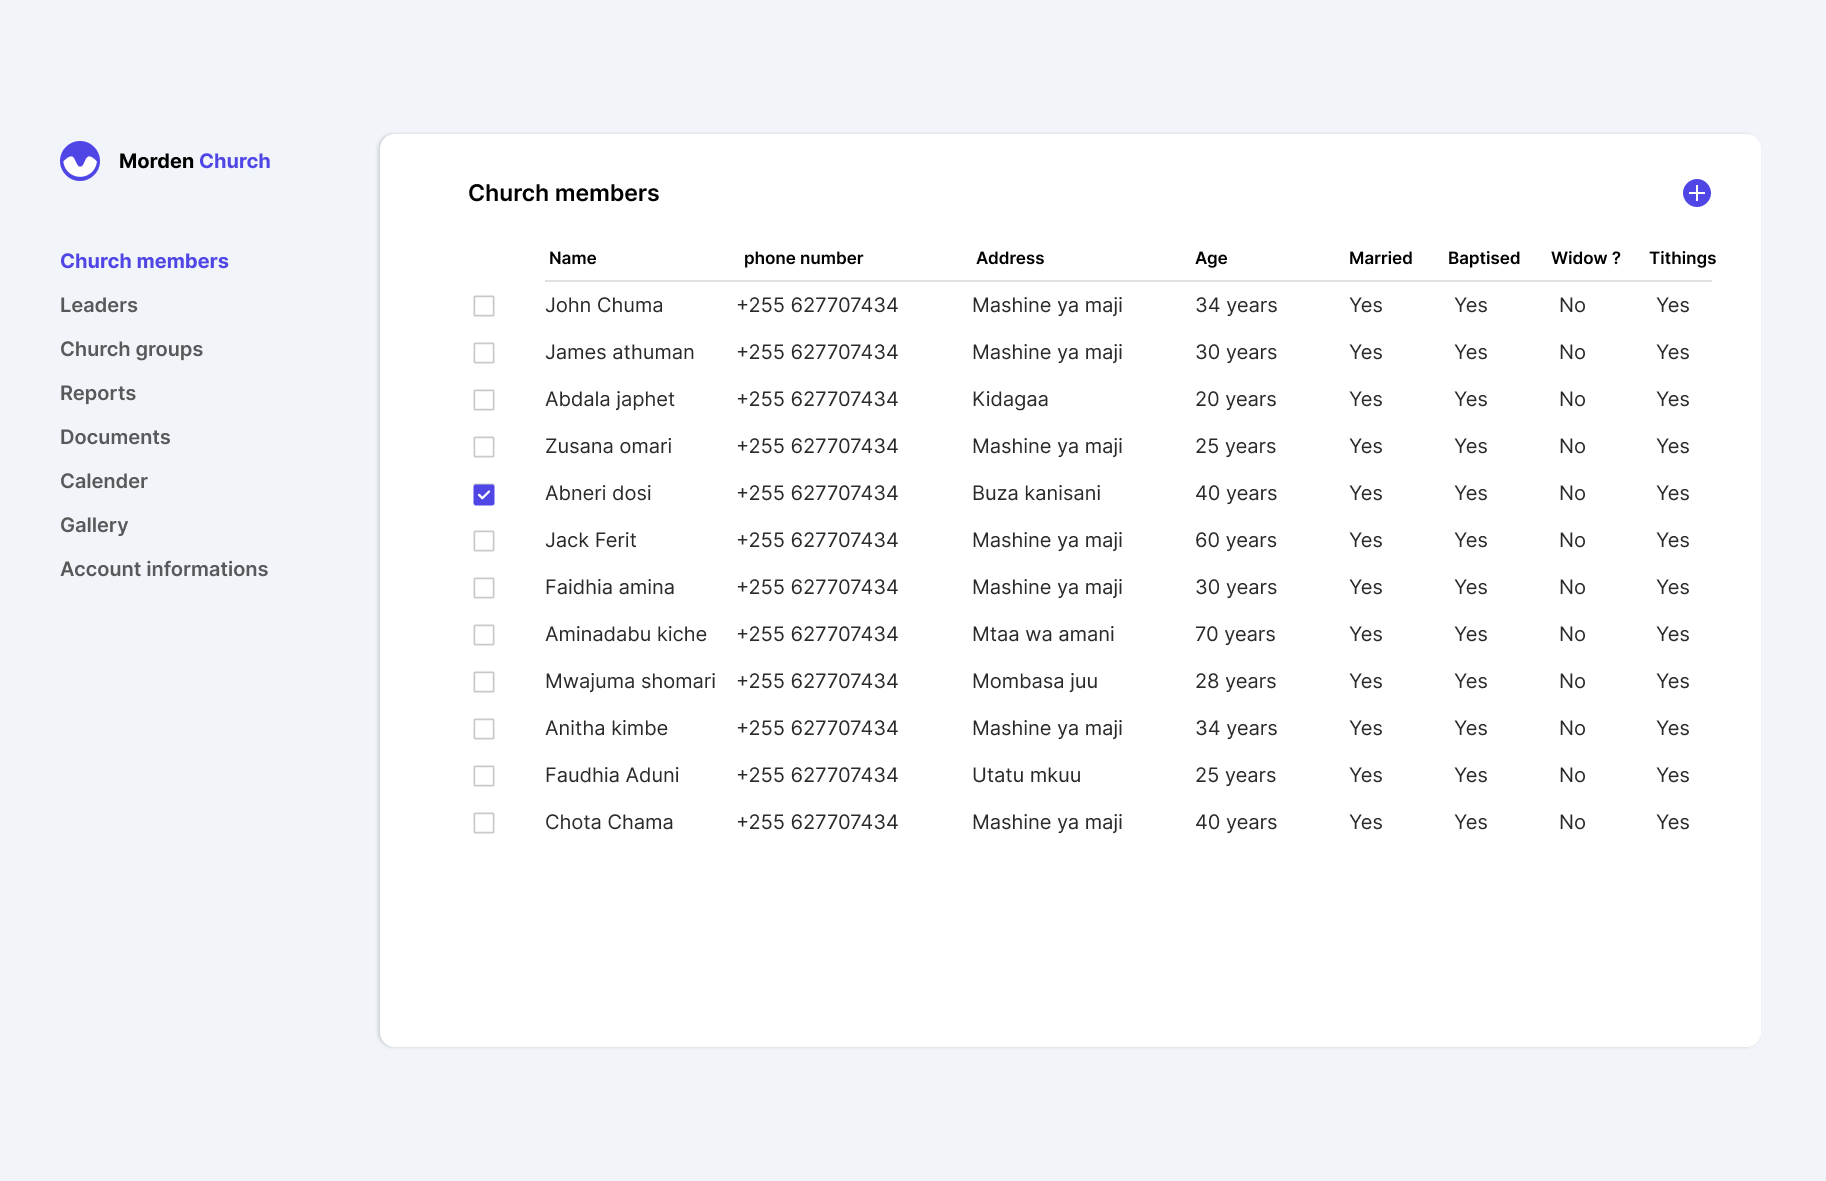 Morden Church
Church members
Leaders
Church groups
Reports
Documents
Calender
Gallery
Account informations
Church members
Name phone number Address Age Married Baptised Widow ? Tithings
John Chuma +255 627707434 Mashine ya maji 34 years Yes Yes No Yes
James athuman +255 627707434 Mashine ya maji 30 years Yes Yes No Yes
Abdala japhet +255 627707434 Kidagaa 20 years Yes Yes No Yes
Zusana omari +255 627707434 Mashine ya maji 25 years Yes Yes No Yes
Abneri dosi +255 627707434 Buza kanisani 40 years Yes Yes No Yes
Jack Ferit +255 627707434 Mashine ya maji 60 years Yes Yes No Yes
Faidhia amina +255 627707434 Mashine ya maji 30 years Yes Yes No Yes
Aminadabu kiche +255 627707434 Mtaa wa amani 70 years Yes Yes No Yes
Mwajuma shomari +255 627707434 Mombasa juu 28 years Yes Yes No Yes
Anitha kimbe +255 627707434 Mashine ya maji 34 years Yes Yes No Yes
Faudhia Aduni +255 627707434 Utatu mkuu 25 years Yes Yes No Yes
Chota Chama +255 627707434 Mashine ya maji 40 years Yes Yes No Yes